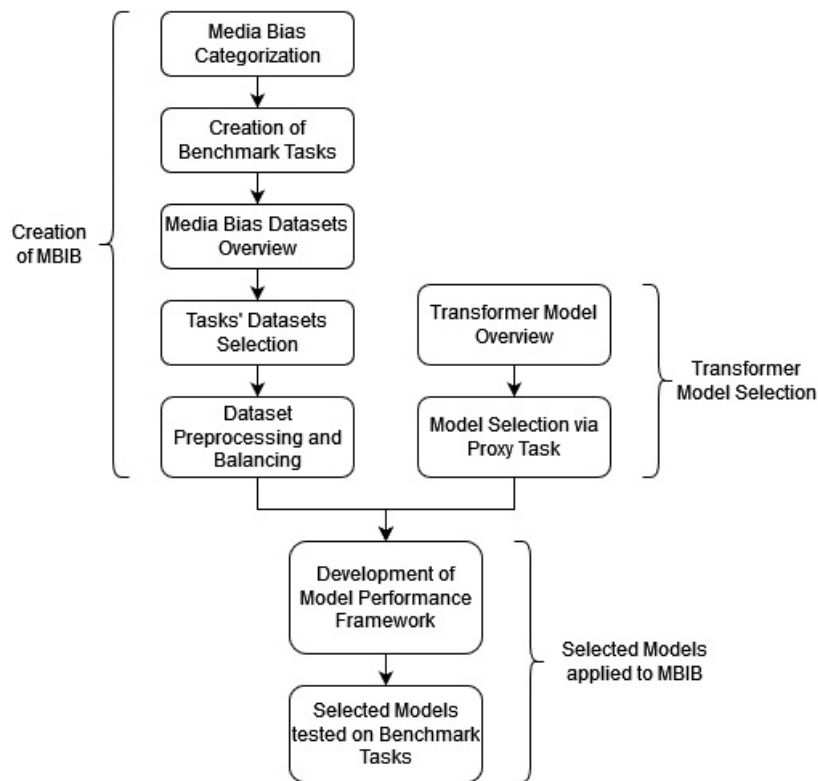 Media Bias
Categorization
Creation of
Benchmark Tasks
Creation
of MBIB
Media Bias Datasets
Overview
Tasks' Datasets
Selection
Dataset
Preprocessing and
Balancing
Transformer Model
Overview
Model Selection via
Proxy Task
Transformer
Model Selection
Development of
Model Performance
Framework
Selected Models
tested on Benchmark
Tasks
Selected Models
applied to MBIB